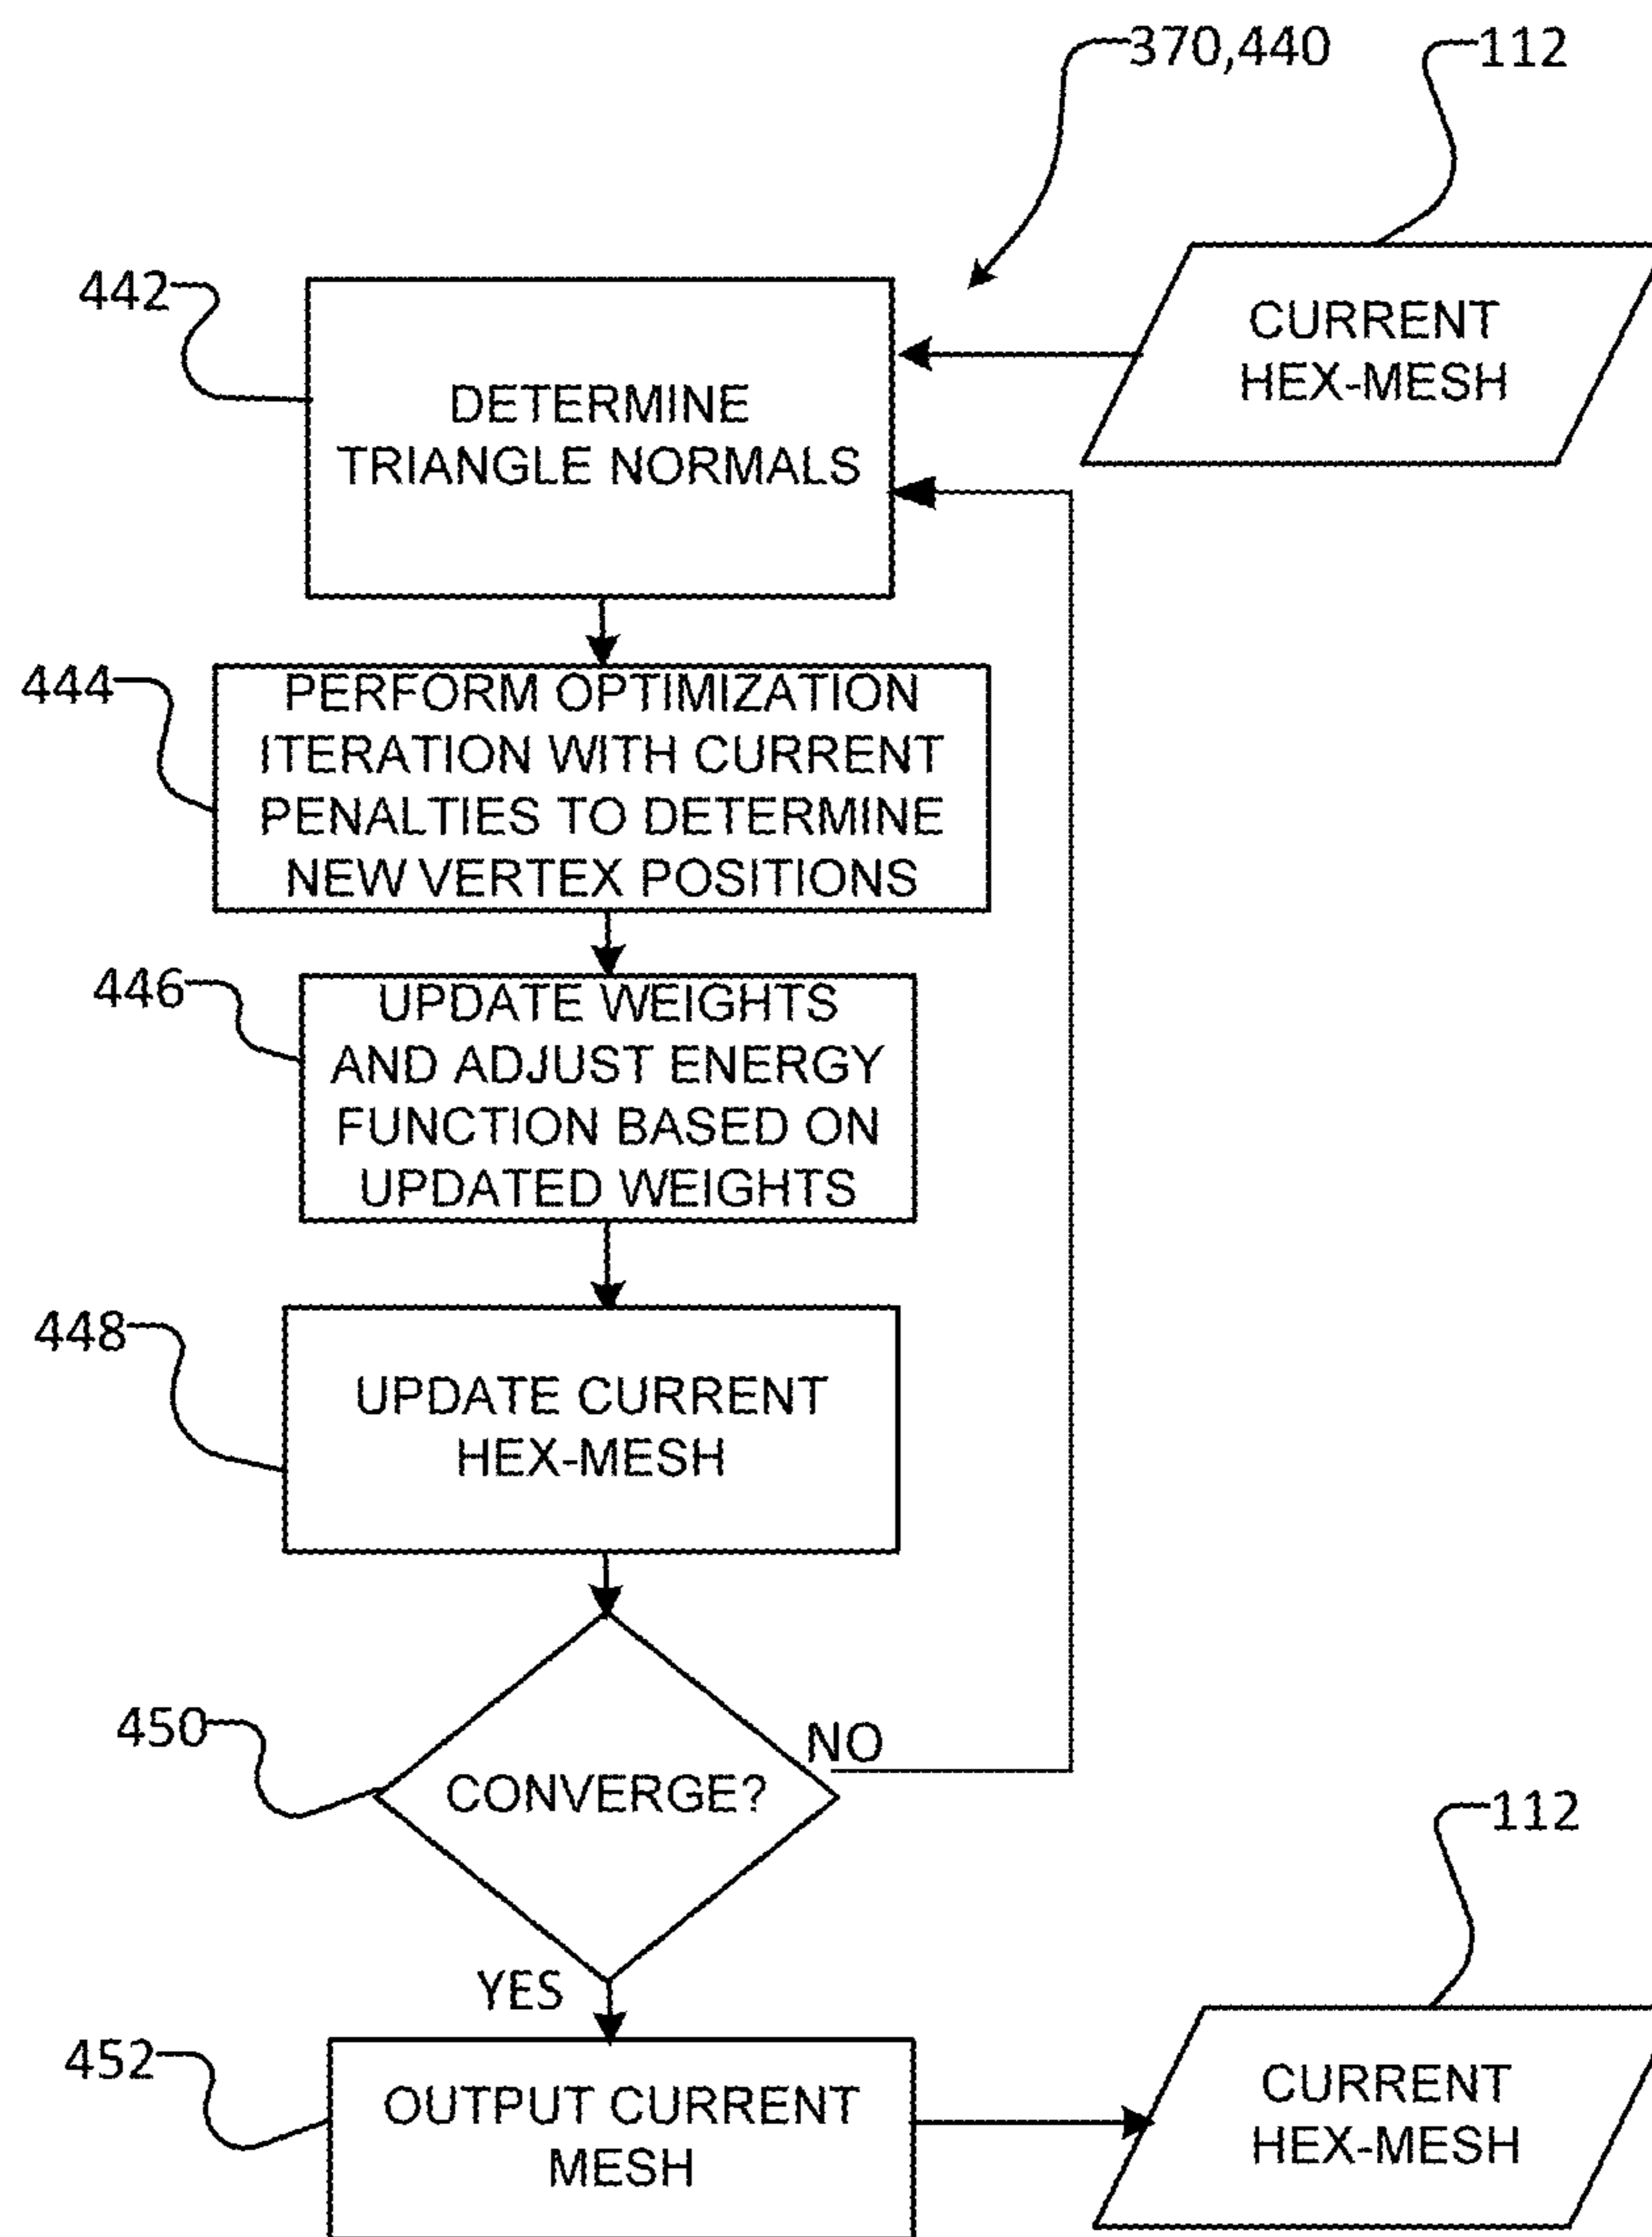 370,440
112
CURRENT
HEX-MESH
442
DETERMINE
TRIANGLE NORMALS
444
PERFORM OPTIMIZATION
ITERATION WITH CURRENT
PENALTIES TO DETERMINE
NEW VERTEX POSITIONS
446
UPDATE WEIGHTS
AND ADJUST ENERGY
FUNCTION BASED ON
UPDATED WEIGHTS
448
UPDATE CURRENT
HEX-MESH
450
CONVERGE?
NO
YES
112
452
OUTPUT CURRENT
MESH
CURRENT
HEX-MESH